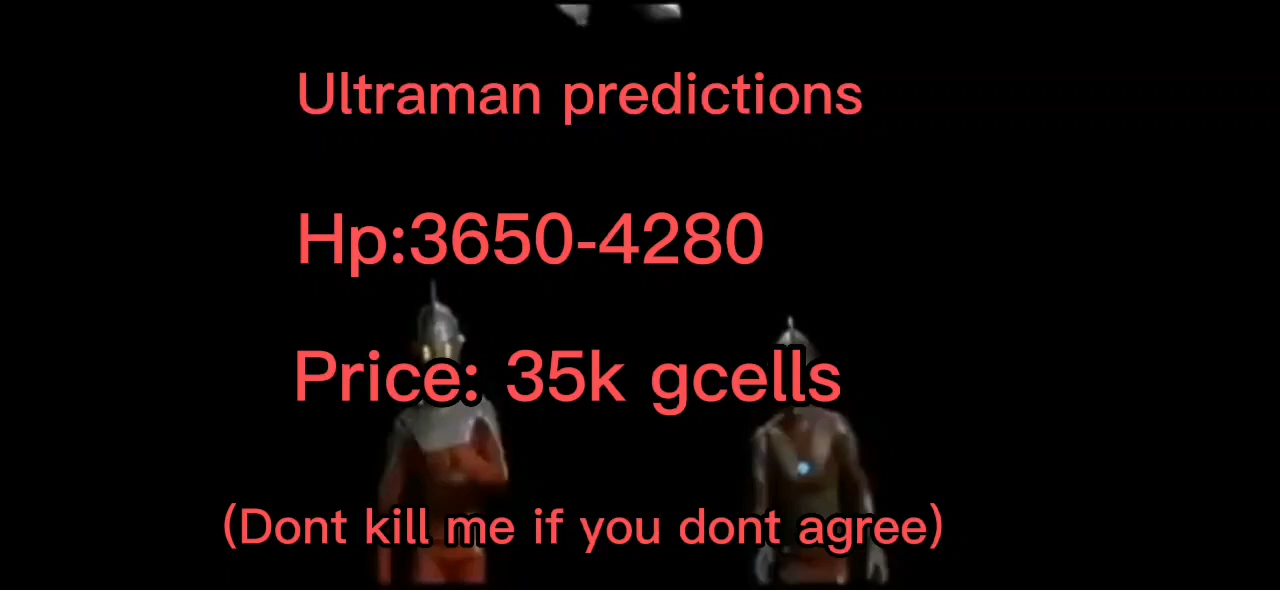 Ultraman predictions
Hp:3650-4280
Price: 35k gcells
(Dont kill me if you dont agree)